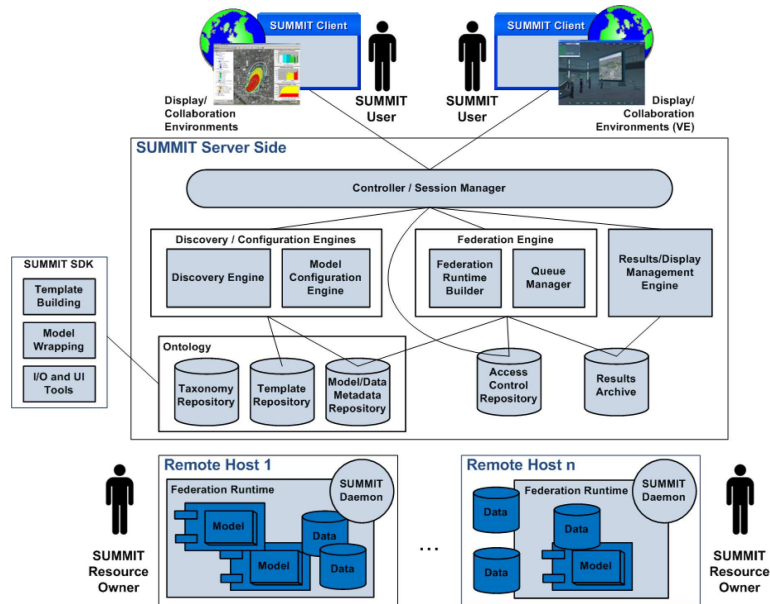 SUMMIT Client
SUMMIT Client
Display/
Collaboration
Environments
SUMMIT
User
SUMMIT
User
Display/
Collaboration
Environments (VE)
SUMMIT Server Side
Controller / Session Manager
Discovery / Configuration Engines
Discovery Engine
Model
Configuration
Engine
Federation Engine
Federation
Runtime
Builder
Queue
Manager
Results/Display
Management
Engine
SUMMIT SDK
Template
Building
Model
Wrapping
I/O and UI
Tools
Ontology
Taxonomy
Repository
Template
Repository
Model/Data
Metadata
Repository
Access
Control
Repository
Results
Archive
Remote Host 1
Federation Runtime
SUMMIT
Daemon
Model
Model
Data
Data
SUMMIT
Resource
Owner
...
Remote Host n
Federation Runtime
SUMMIT
Daemon
Data
Data
Data
Model
SUMMIT
Resource
Owner